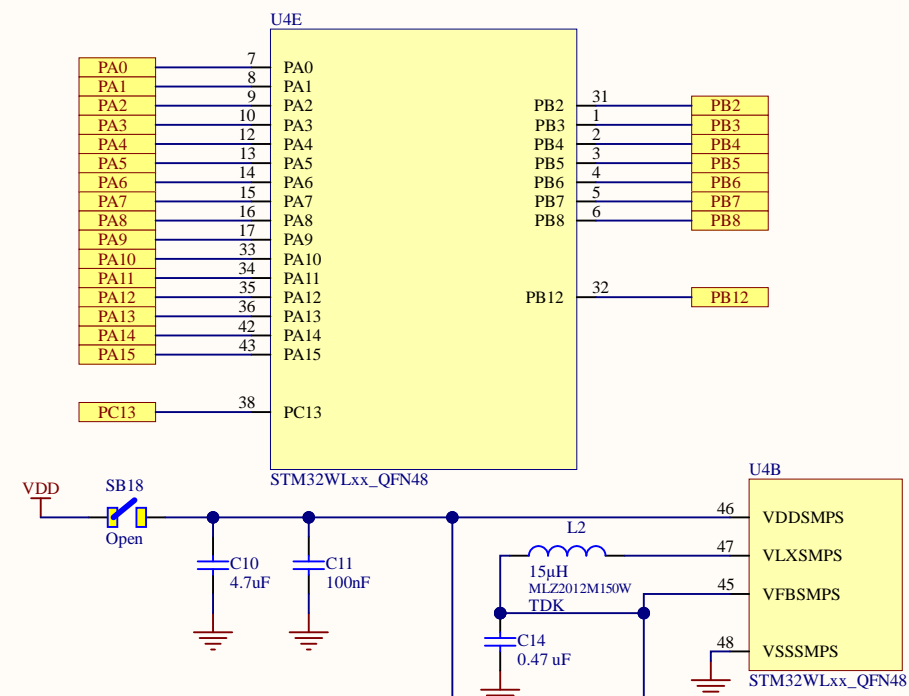 U4E
PA0 7 PA0
PA1 8 PA1
PA2 9 PA2 PB2 31 PB2
PA3 10 PA3 PB3 1 PB3
PA4 12 PA4 PB4 2 PB4
PA5 13 PA5 PB5 3 PB5
PA6 14 PA6 PB6 4 PB6
PA7 15 PA7 PB7 5 PB7
PA8 16 PA8 PB8 6 PB8
PA9 17 PA9
PA10 33 PA10
PA11 34 PA11
PA12 35 PA12 PB12 32 PB12
PA13 36 PA13
PA14 42 PA14
PA15 43 PA15
PC13 38 PC13
STM32WLxx_QFN48
U4B
VDD SB18
Open
46 VDDSMPS
L2
47 VLXSMPS
C10
4.7uF
C11
100nF
15µH
MLZ2012M150W
TDK
45 VFBSMPS
C14
0.47 uF
48 VSSSMPS
STM32WLxx_QFN48